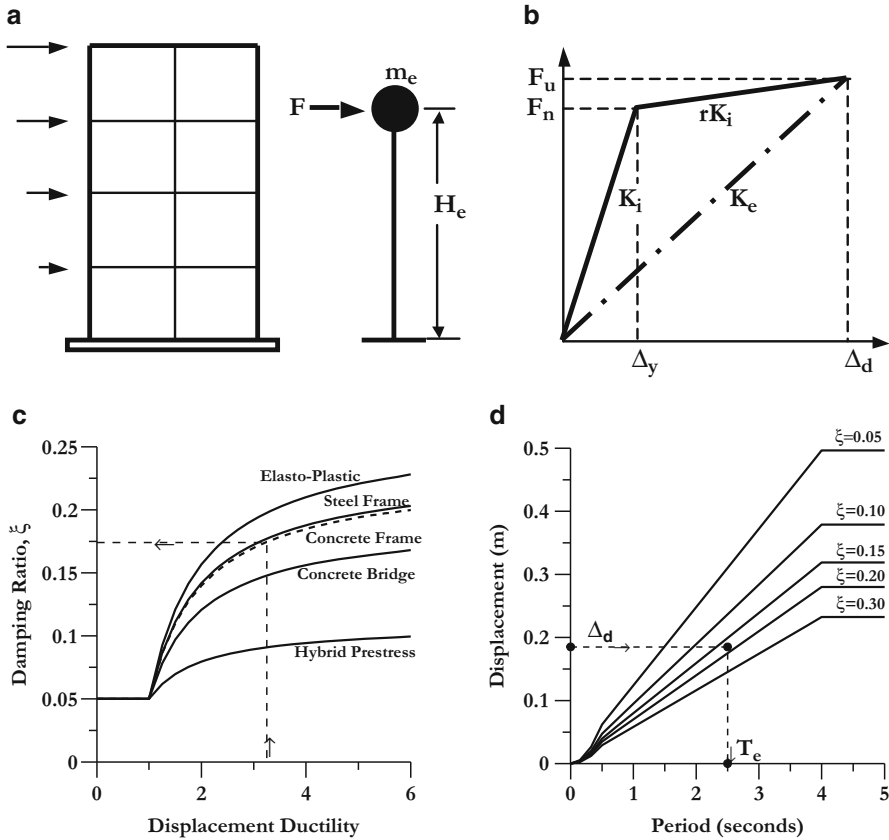 a
F
mₑ
Hₑ
b
Fᵤ
Fₙ
rKᵢ
Kᵢ
Kₑ
Δy
Δd
c
0.25
0.2
0.15
0.1
0.05
0
Damping Ratio, ξ
Elasto-Plastic
Steel Frame
Concrete Frame
Concrete Bridge
Hybrid Prestress
0 2 4 6
Displacement Ductility
d
0.5
0.4
0.3
0.2
0.1
0
Displacement (m)
ξ=0.05
ξ=0.10
ξ=0.15
ξ=0.20
ξ=0.30
Δd
Tₑ
0 1 2 3 4 5
Period (seconds)